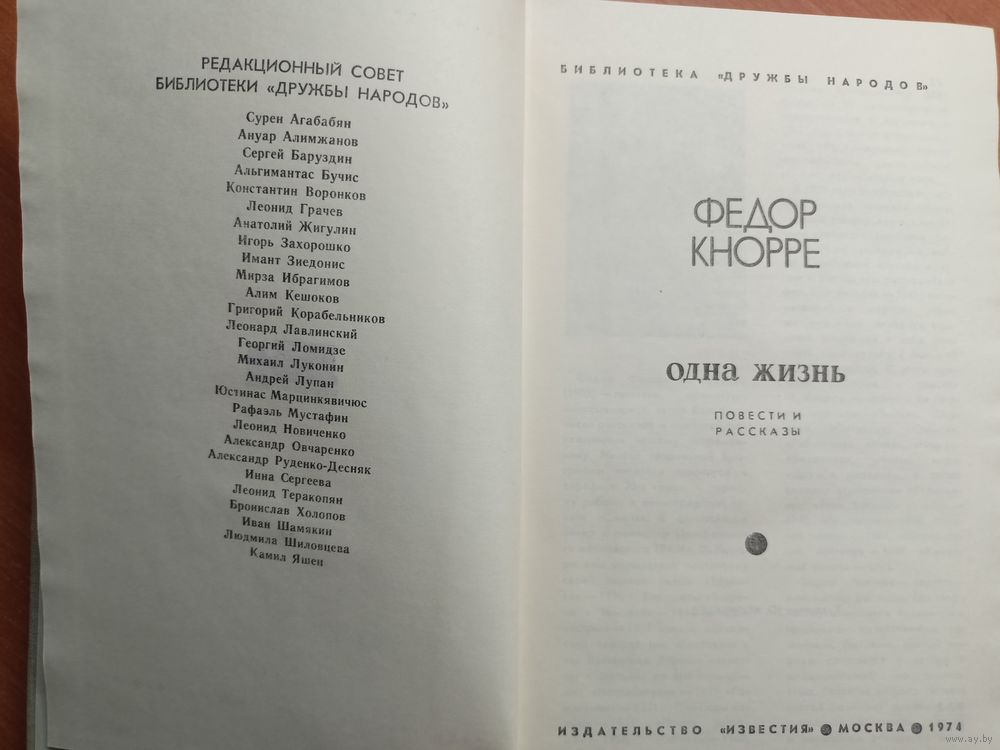 РЕДАКЦИОННЫЙ СОВЕТ
БИБЛИОТЕКИ «ДРУЖБЫ НАРОДОВ»
Сурен Агабабян
Ануар Алимжанов
Сергей Баруздин
Альгимантас Бучис
Константин Воронков
Леонид Грачев
Анатолий Жигулин
Игорь Захорошко
Имант Зиедонис
Мирза Ибрагимов
Алим Кешоков
Григорий Корабельников
Леонард Лавлинский
Георгий Ломидзе
Михаил Луконин
Андрей Лупан
Юстинас Марцинкявичюс
Рафаэль Мустафин
Леонид Новиченко
Александр Овчаренко
Александр Руденко-Десняк
Инна Сергеева
Леонид Теракопян
Бронислав Холопов
Иван Шамякин
Людмила Шиловцева
Камил Яшен
БИБЛИОТЕКА «ДРУЖБЫ НАРОДОВ»
ФЕДОР
КНОРРЕ
одна жизнь
ПОВЕСТИ И
РАССКАЗЫ
ИЗДАТЕЛЬСТВО «ИЗВЕСТИЯ» МОСКВА 1974
www.ay.by